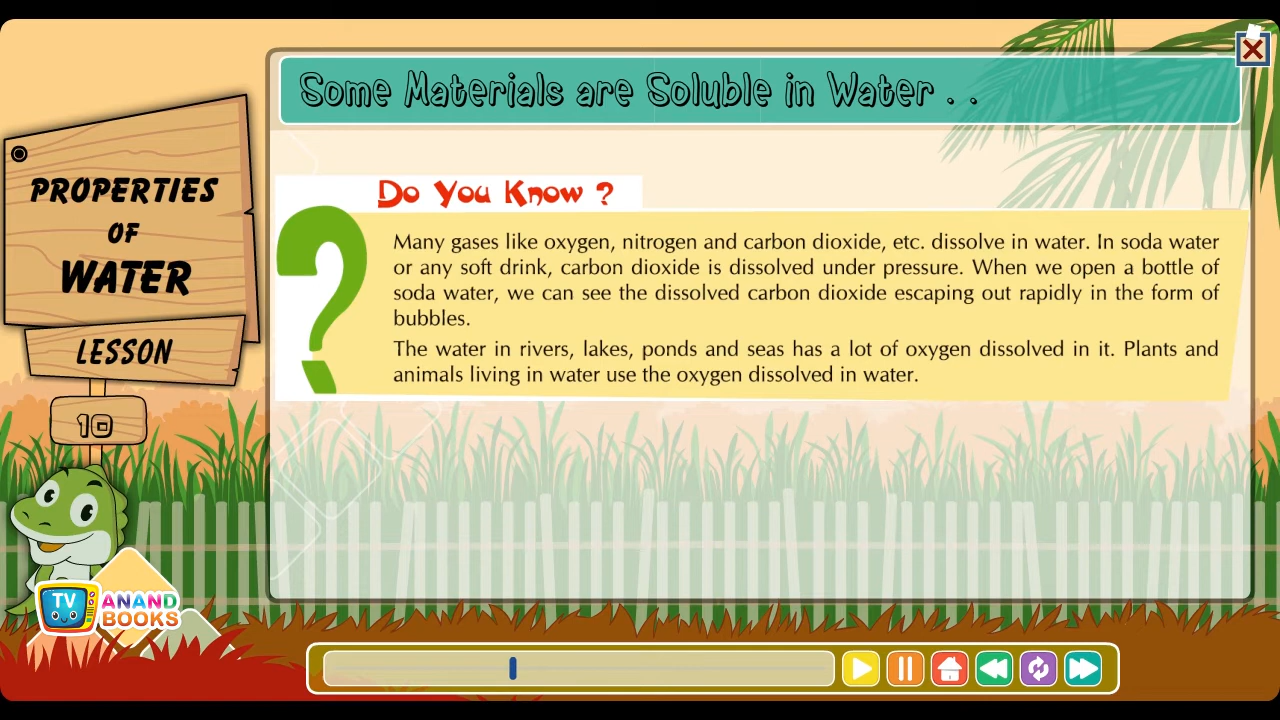 Some Materials are Soluble in Water . .
PROPERTIES
OF
WATER
LESSON
10
Do You Know ?
?
Many gases like oxygen, nitrogen and carbon dioxide, etc. dissolve in water. In soda water
or any soft drink, carbon dioxide is dissolved under pressure. When we open a bottle of
soda water, we can see the dissolved carbon dioxide escaping out rapidly in the form of
bubbles.
The water in rivers, lakes, ponds and seas has a lot of oxygen dissolved in it. Plants and
animals living in water use the oxygen dissolved in water.
TV
ANAND
BOOKS